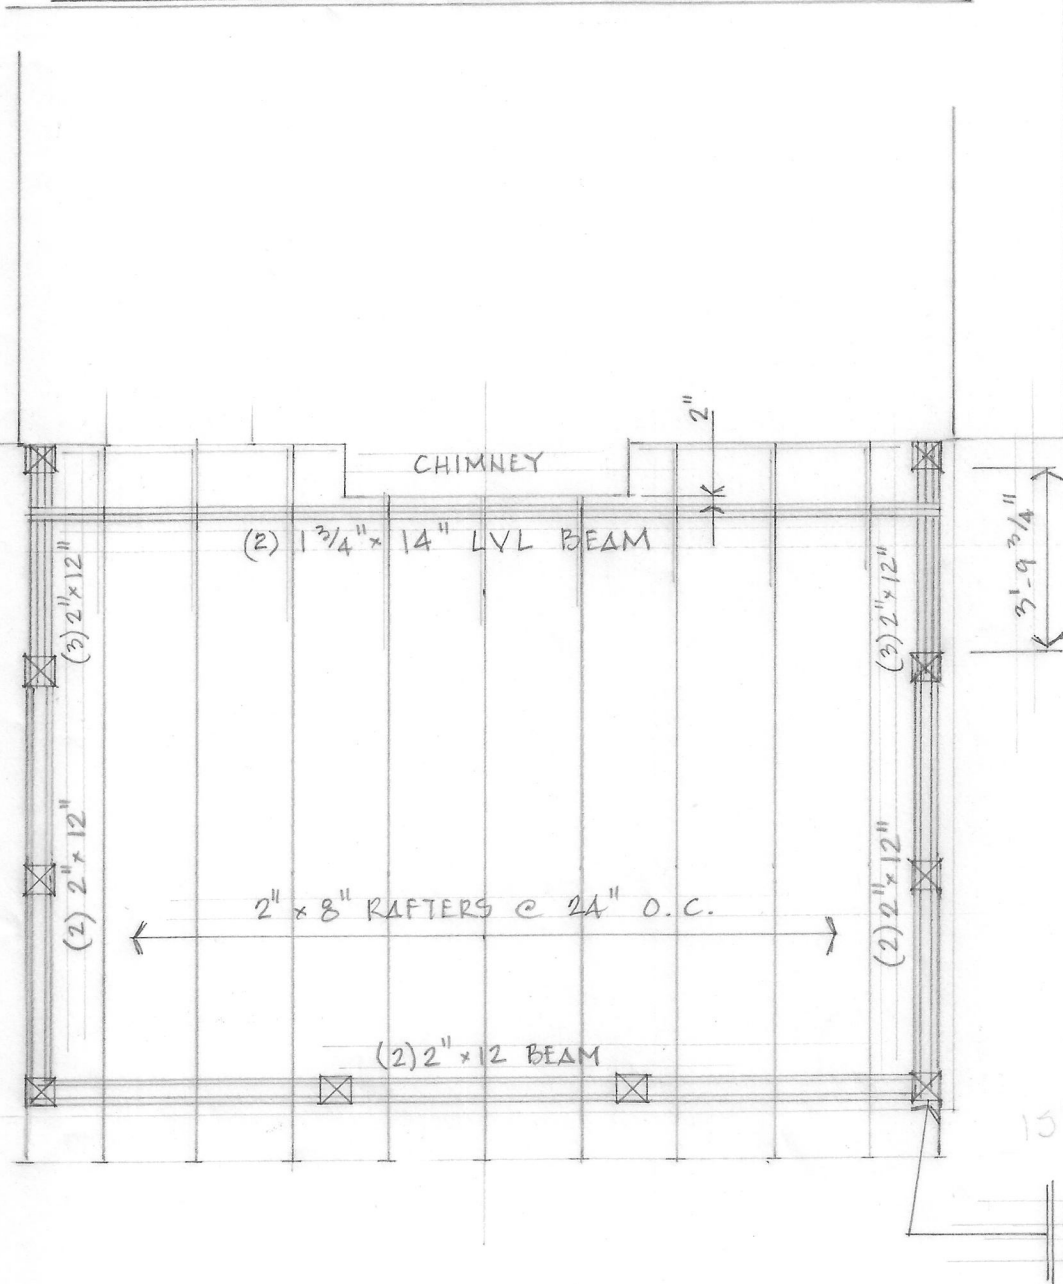 2"
CHIMNEY
(2) 1 3/4" × 14" LVL BEAM
(3) 2"×12"
(3) 2"×12"
3'-9 3/4"
(2) 2"×12"
(2) 2"×12"
2" × 8" RAFTERS @ 24" O.C.
(2) 2" ×12 BEAM
15